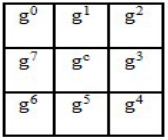 g⁰ g¹ g²
g⁷ gᶜ g³
g⁶ g⁵ g⁴